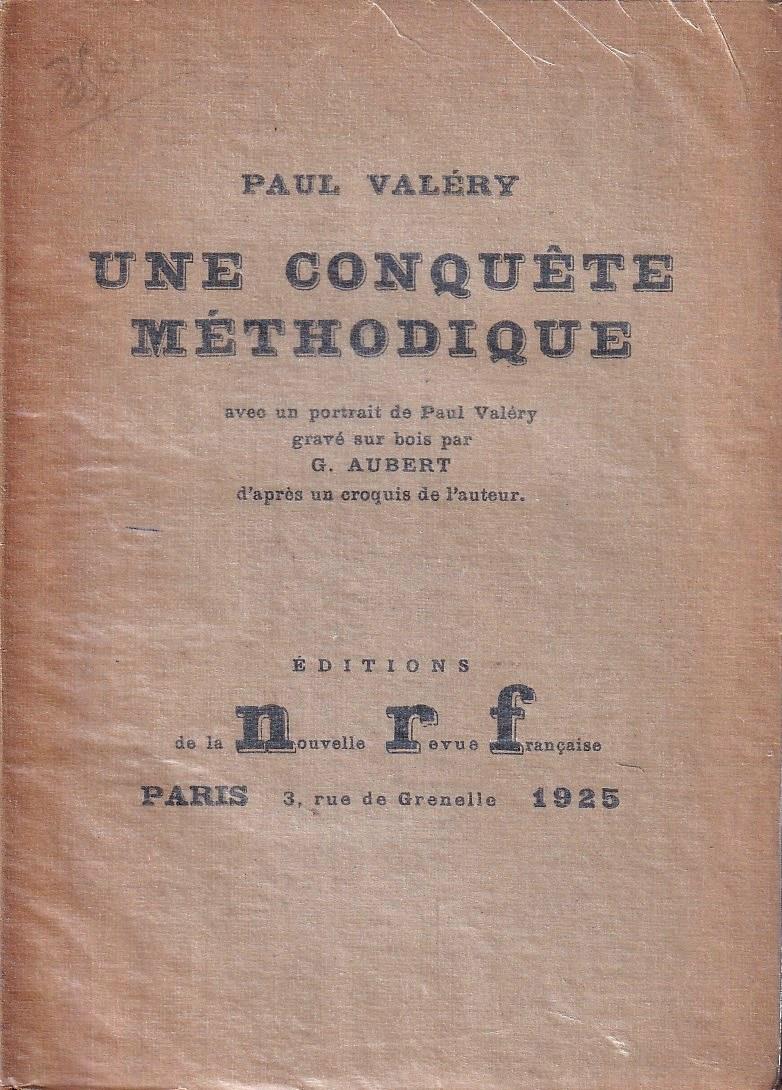 PAUL VALÉRY
UNE CONQUÊTE
MÉTHODIQUE
avec un portrait de Paul Valéry
gravé sur bois par
G. AUBERT
d'après un croquis de l'auteur.
ÉDITIONS
de la nouvelle revue française
PARIS 3, rue de Grenelle 1925